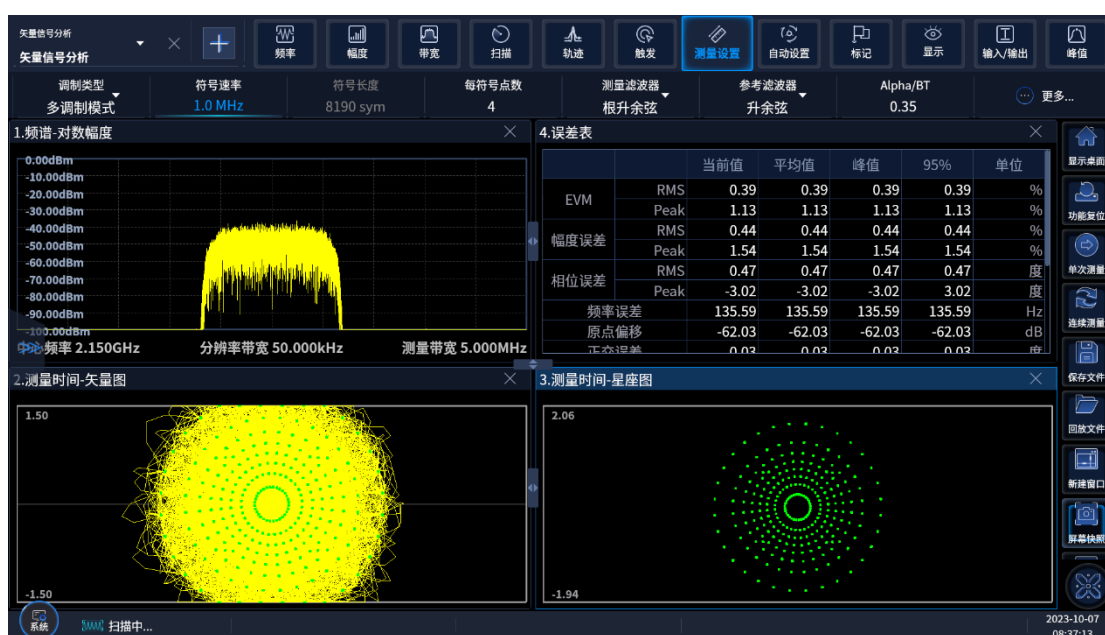 矢量信号分析
矢量信号分析
频率
幅度
带宽
扫描
轨迹
触发
测量设置
自动设置
标记
显示
输入/输出
峰值
调制类型
多调制模式
符号速率
1.0 MHz
符号长度
8190 sym
每符号点数
4
测量滤波器
根升余弦
参考滤波器
升余弦
Alpha/BT
0.35
更多...
1.频谱-对数幅度
0.00dBm
-10.00dBm
-20.00dBm
-30.00dBm
-40.00dBm
-50.00dBm
-60.00dBm
-70.00dBm
-80.00dBm
-90.00dBm
-100.00dBm
中心频率 2.150GHz 分辨率带宽 50.000kHz 测量带宽 5.000MHz
4.误差表
当前值 平均值 峰值 95% 单位
EVM RMS 0.39 0.39 0.39 0.39 %
Peak 1.13 1.13 1.13 1.13 %
幅度误差 RMS 0.44 0.44 0.44 0.44 %
Peak 1.54 1.54 1.54 1.54 %
相位误差 RMS 0.47 0.47 0.47 0.47 度
Peak -3.02 -3.02 -3.02 3.02 度
频率误差 135.59 135.59 135.59 135.59 Hz
原点偏移 -62.03 -62.03 -62.03 -62.03 dB
正交误差 0.03 0.03 0.03 0.03 度
2.测量时间-矢量图
1.50
-1.50
3.测量时间-星座图
2.06
-1.94
显示桌面
功能复位
单次测量
连续测量
保存文件
回放文件
新建窗口
屏幕快照
系统
扫描中...
2023-10-07
08:37:13